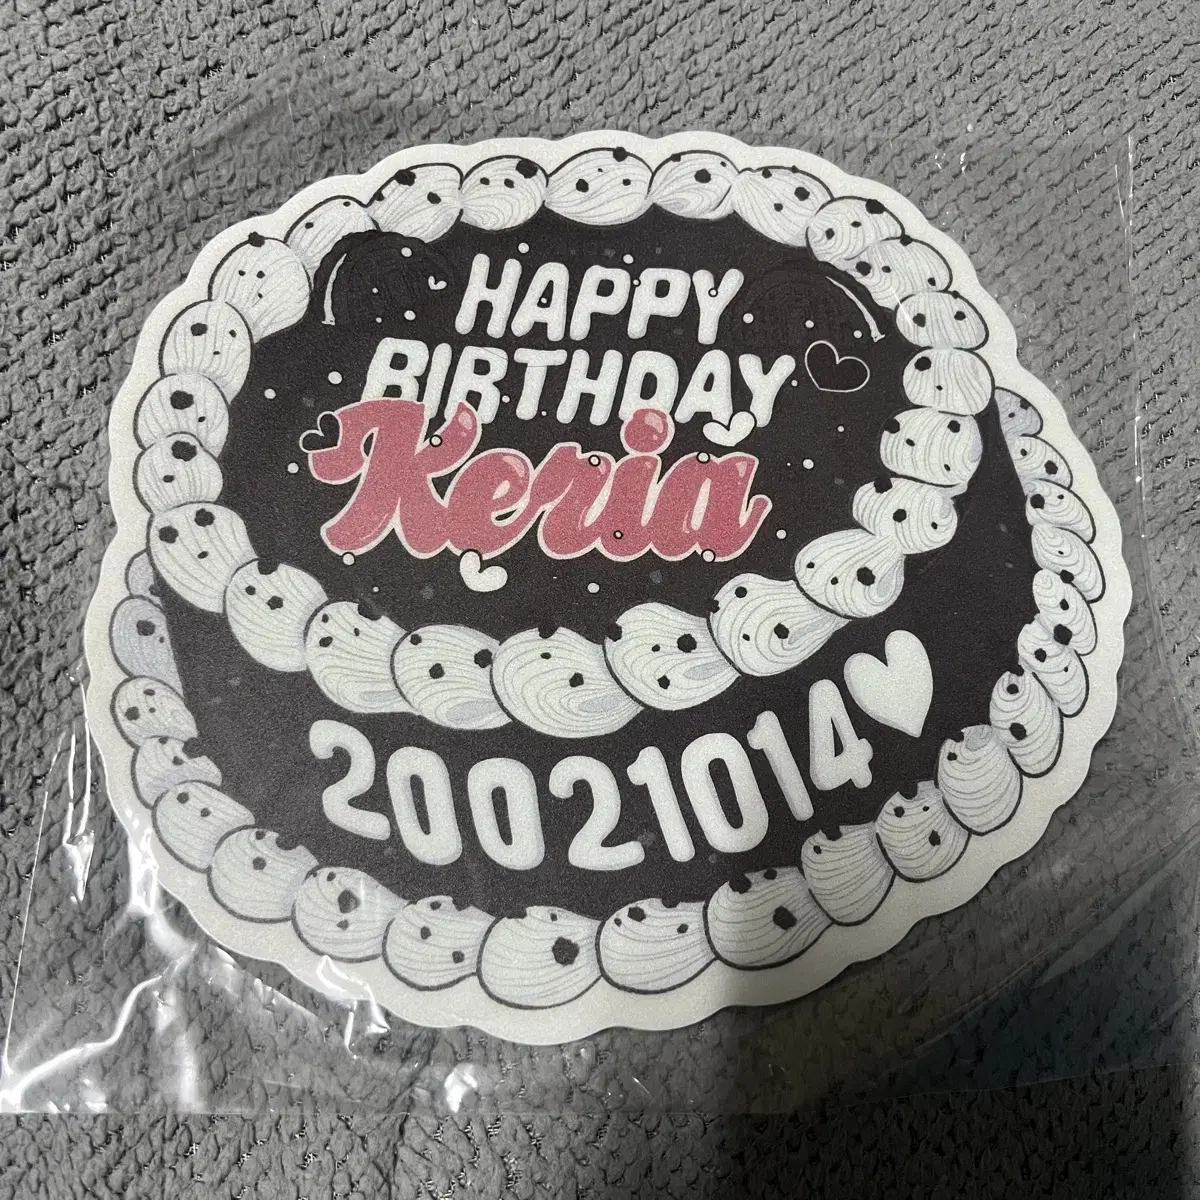 HAPPY
BIRTHDAY
Keria
20021014